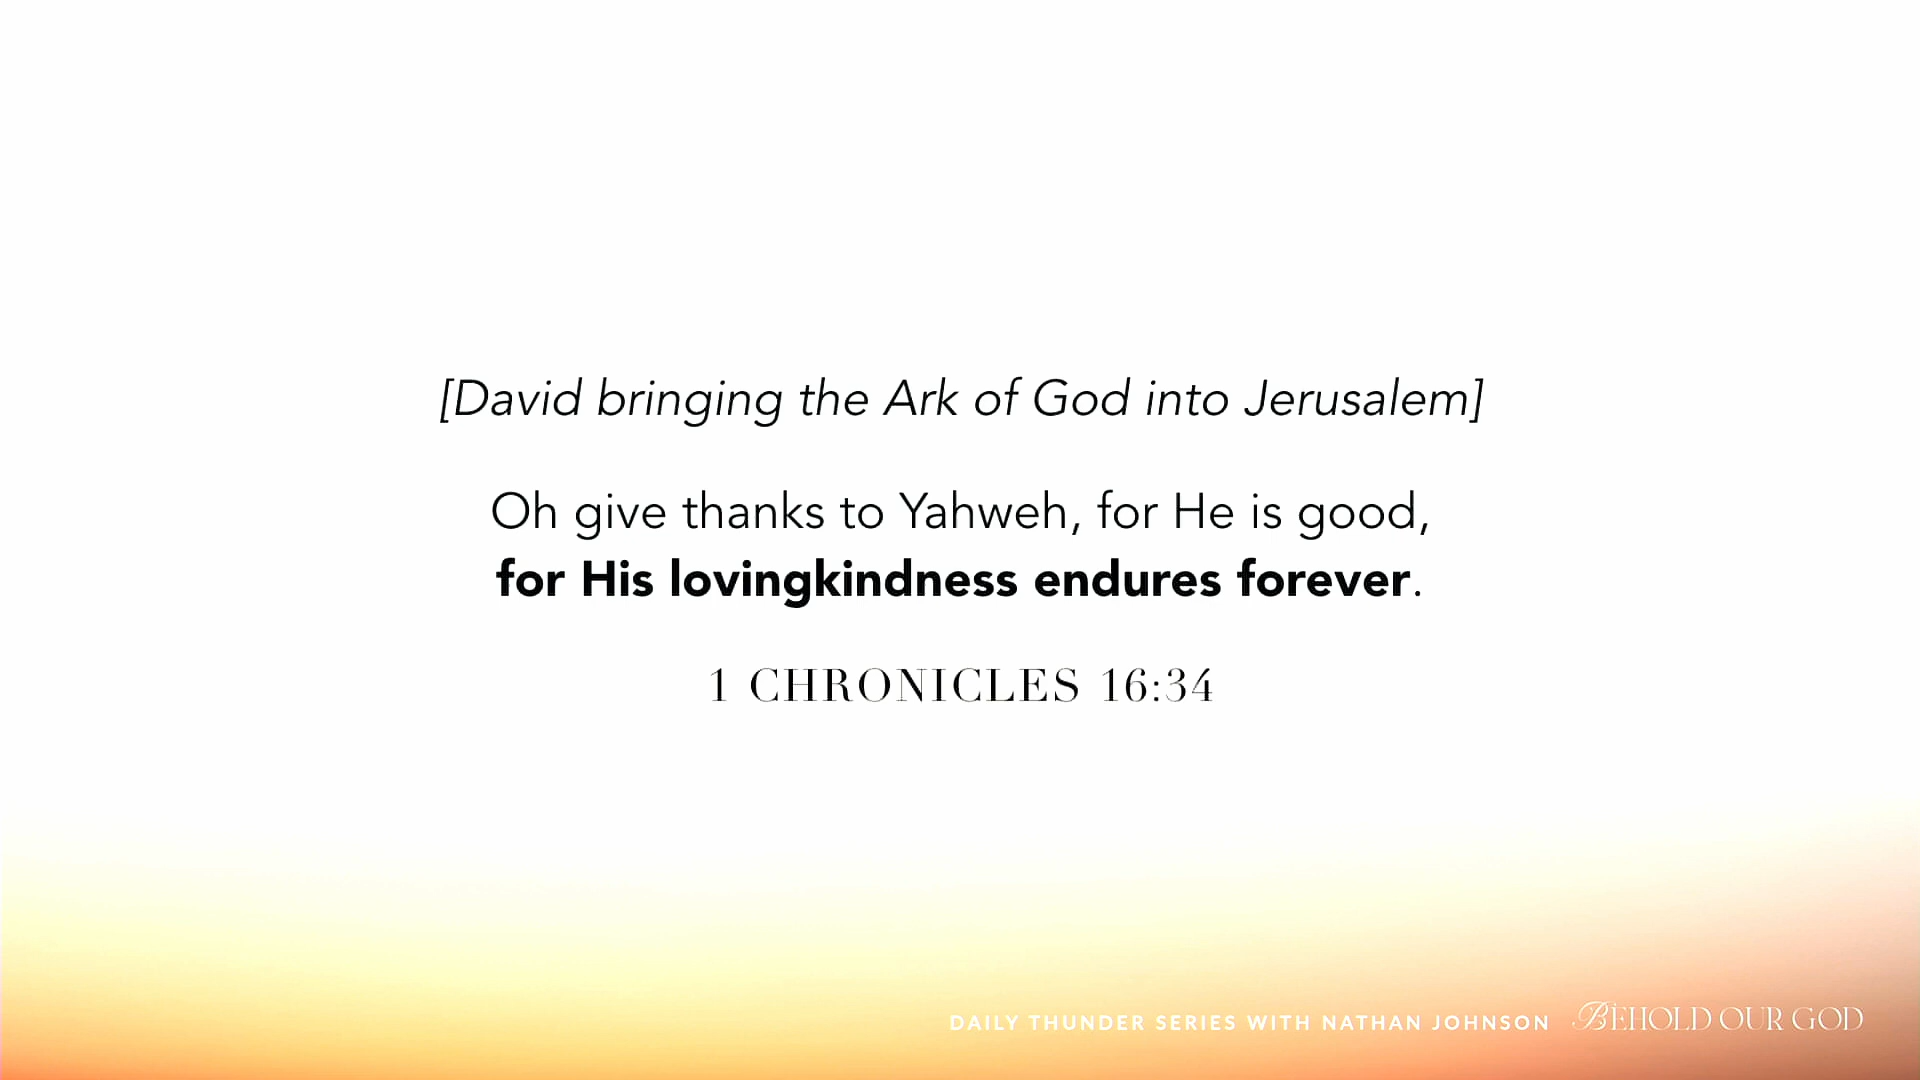 [David bringing the Ark of God into Jerusalem]
Oh give thanks to Yahweh, for He is good,
for His lovingkindness endures forever.
1 CHRONICLES 16:34
DAILY THUNDER SERIES WITH NATHAN JOHNSON BEHOLD OUR GOD